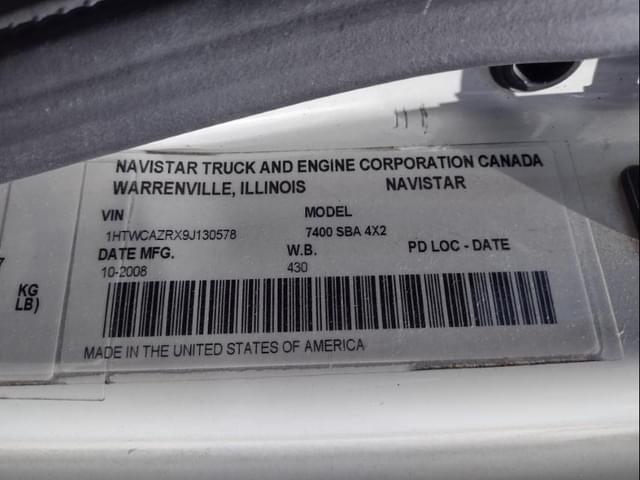 NAVISTAR TRUCK AND ENGINE CORPORATION CANADA
WARRENVILLE, ILLINOIS NAVISTAR
VIN MODEL
1HTWCAZRX9J130578 7400 SBA 4X2
DATE MFG. W.B. PD LOC - DATE
10-2008 430
KG
LB)
MADE IN THE UNITED STATES OF AMERICA